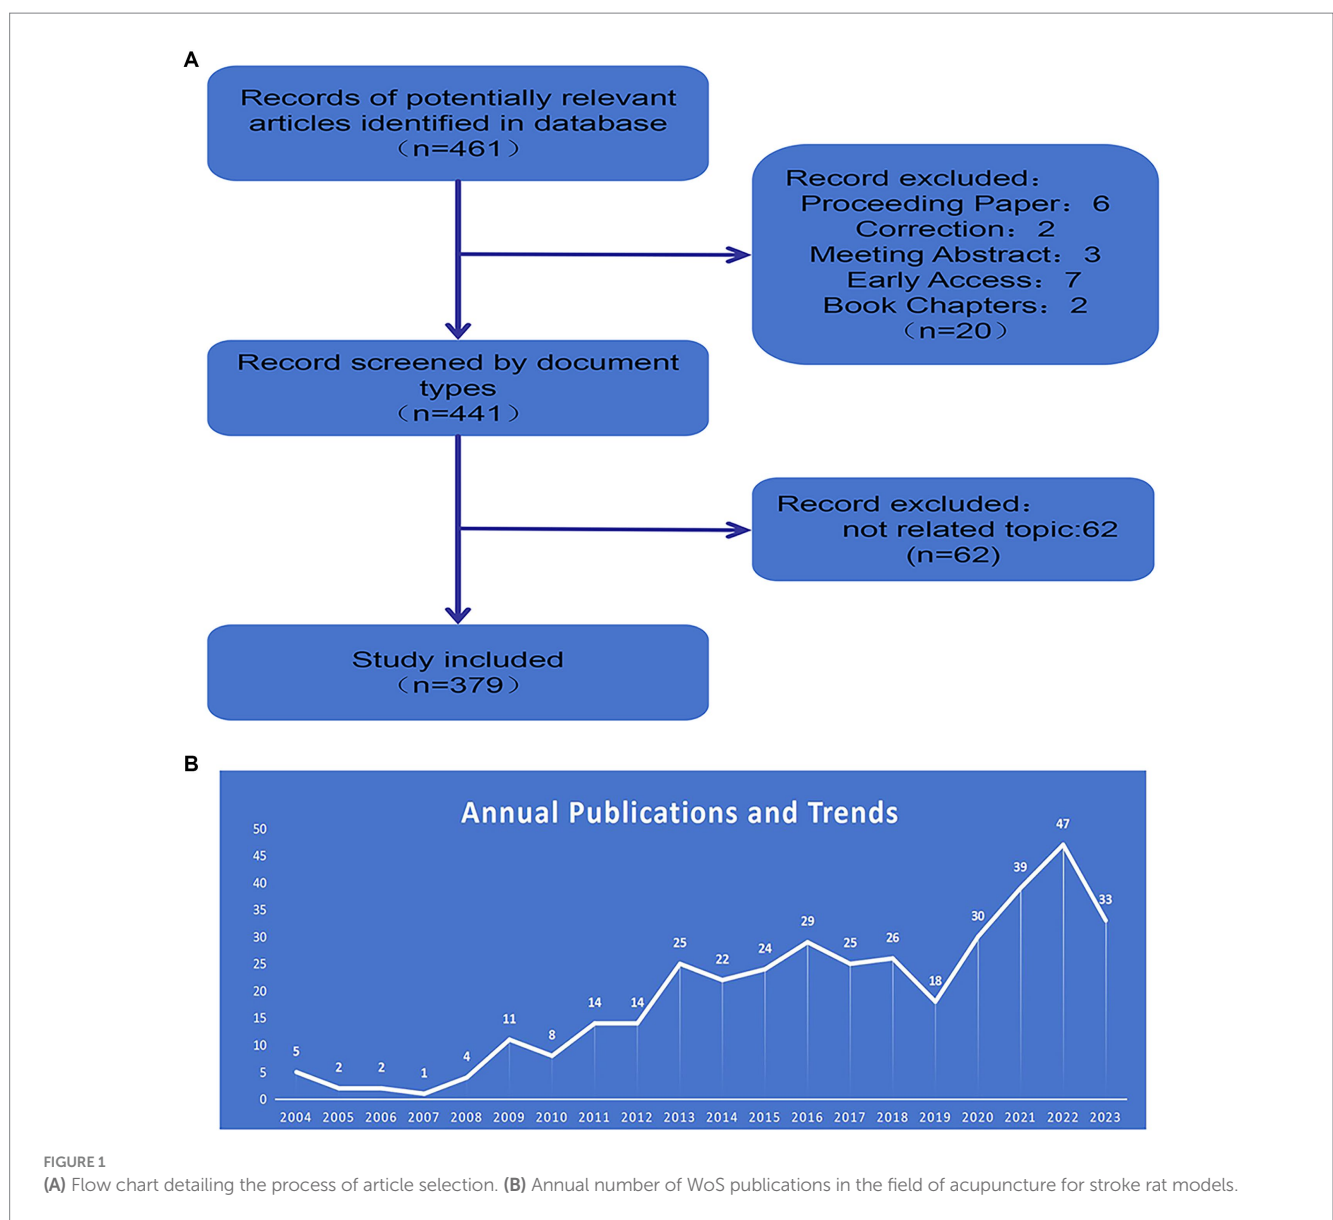 A
Records of potentially relevant
articles identified in database
（n=461）
Record excluded：
Proceeding Paper：6
Correction：2
Meeting Abstract：3
Early Access：7
Book Chapters：2
（n=20）
Record screened by document
types
（n=441）
Record excluded：
not related topic:62
(n=62)
Study included
（n=379）
B
Annual Publications and Trends
50
45
40
35
30
25
20
15
10
5
0
5
2
2
1
4
11
8
14
14
25
22
24
29
25
26
18
30
39
47
33
2004 2005 2006 2007 2008 2009 2010 2011 2012 2013 2014 2015 2016 2017 2018 2019 2020 2021 2022 2023
FIGURE 1
(A) Flow chart detailing the process of article selection. (B) Annual number of WoS publications in the field of acupuncture for stroke rat models.